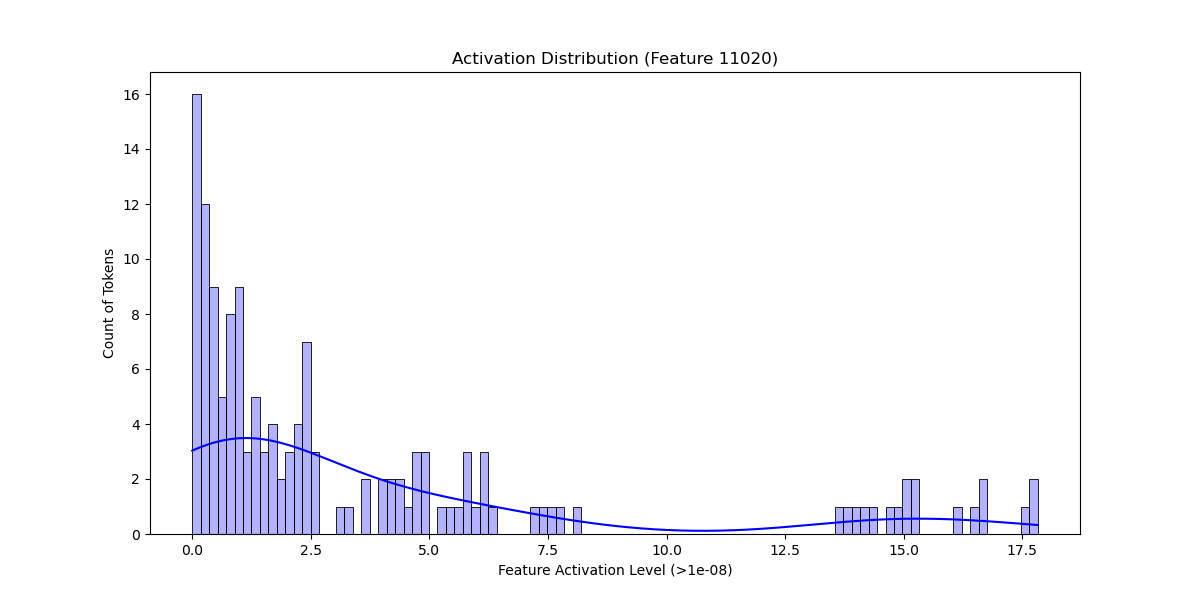 Activation Distribution (Feature 11020)
Count of Tokens
16
14
12
10
8
6
4
2
0
0.0 2.5 5.0 7.5 10.0 12.5 15.0 17.5
Feature Activation Level (>1e-08)